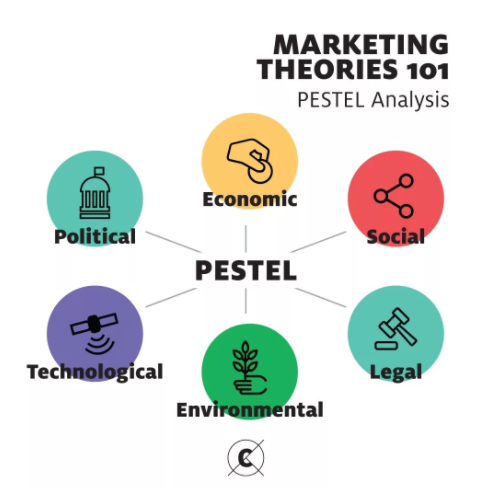 MARKETING
THEORIES 101
PESTEL Analysis
Economic
Political
Social
PESTEL
Technological
Legal
Environmental
C